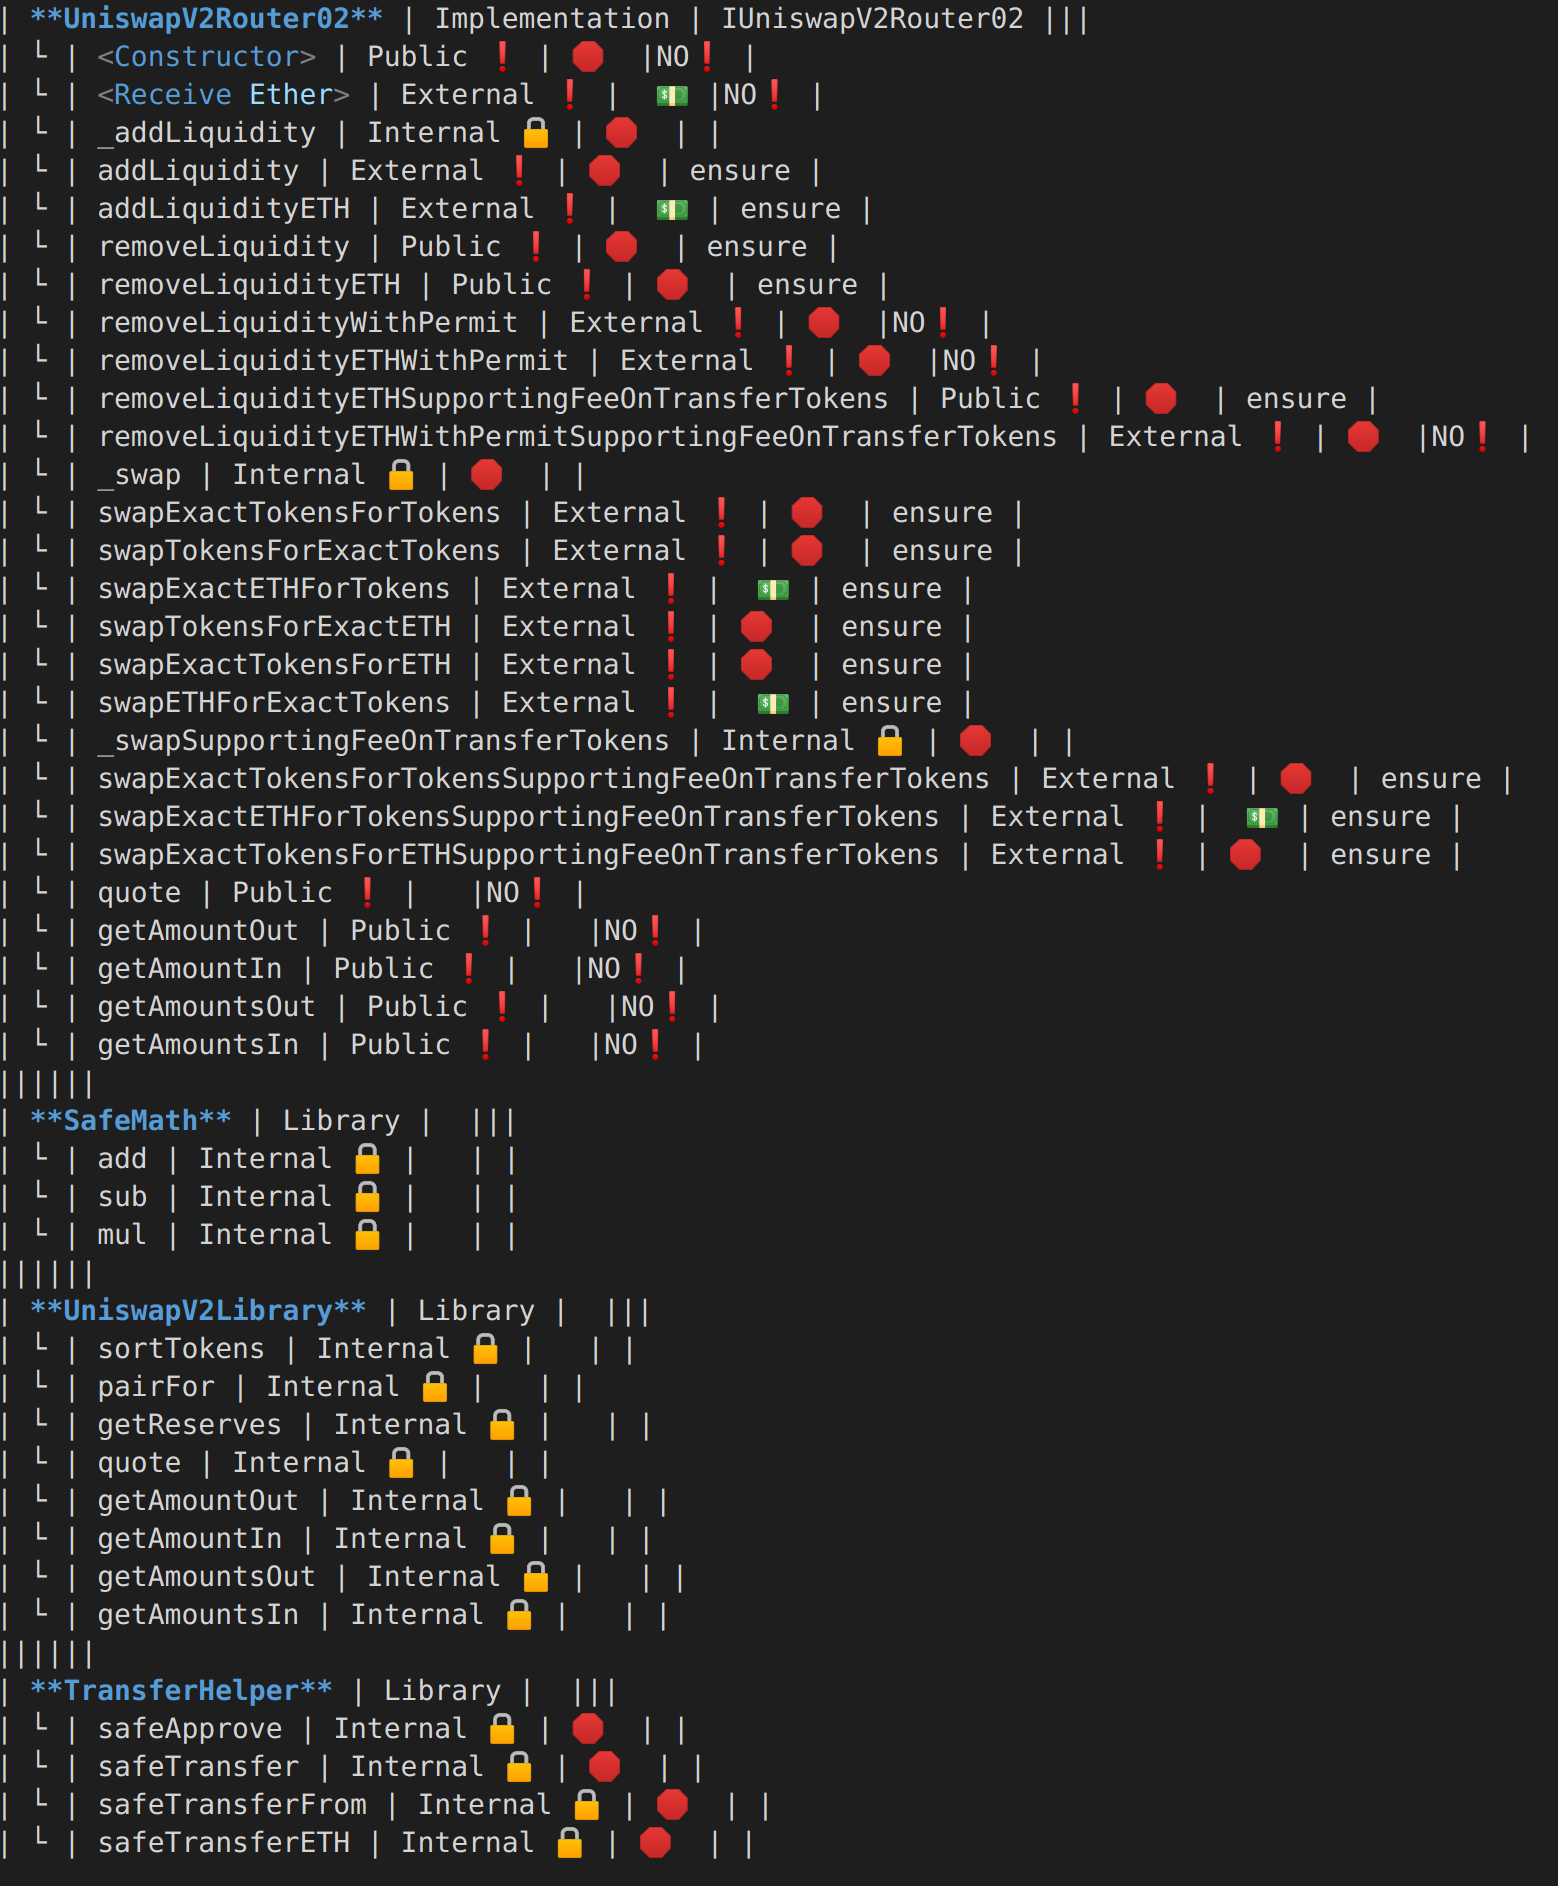 | **UniswapV2Router02** | Implementation | IUniswapV2Router02 |||
| └ | <Constructor> | Public ❗️ | 🛑  |NO❗️ |
| └ | <Receive Ether> | External ❗️ |  💵 |NO❗️ |
| └ | _addLiquidity | Internal 🔒 | 🛑  | |
| └ | addLiquidity | External ❗️ | 🛑  | ensure |
| └ | addLiquidityETH | External ❗️ |  💵 | ensure |
| └ | removeLiquidity | Public ❗️ | 🛑  | ensure |
| └ | removeLiquidityETH | Public ❗️ | 🛑  | ensure |
| └ | removeLiquidityWithPermit | External ❗️ | 🛑  |NO❗️ |
| └ | removeLiquidityETHWithPermit | External ❗️ | 🛑  |NO❗️ |
| └ | removeLiquidityETHSupportingFeeOnTransferTokens | Public ❗️ | 🛑  | ensure |
| └ | removeLiquidityETHWithPermitSupportingFeeOnTransferTokens | External ❗️ | 🛑  |NO❗️ |
| └ | _swap | Internal 🔒 | 🛑  | |
| └ | swapExactTokensForTokens | External ❗️ | 🛑  | ensure |
| └ | swapTokensForExactTokens | External ❗️ | 🛑  | ensure |
| └ | swapExactETHForTokens | External ❗️ |  💵 | ensure |
| └ | swapTokensForExactETH | External ❗️ | 🛑  | ensure |
| └ | swapExactTokensForETH | External ❗️ | 🛑  | ensure |
| └ | swapETHForExactTokens | External ❗️ |  💵 | ensure |
| └ | _swapSupportingFeeOnTransferTokens | Internal 🔒 | 🛑  | |
| └ | swapExactTokensForTokensSupportingFeeOnTransferTokens | External ❗️ | 🛑  | ensure |
| └ | swapExactETHForTokensSupportingFeeOnTransferTokens | External ❗️ |  💵 | ensure |
| └ | swapExactTokensForETHSupportingFeeOnTransferTokens | External ❗️ | 🛑  | ensure |
| └ | quote | Public ❗️ |   |NO❗️ |
| └ | getAmountOut | Public ❗️ |   |NO❗️ |
| └ | getAmountIn | Public ❗️ |   |NO❗️ |
| └ | getAmountsOut | Public ❗️ |   |NO❗️ |
| └ | getAmountsIn | Public ❗️ |   |NO❗️ |
||||||
| **SafeMath** | Library |  |||
| └ | add | Internal 🔒 |   | |
| └ | sub | Internal 🔒 |   | |
| └ | mul | Internal 🔒 |   | |
||||||
| **UniswapV2Library** | Library |  |||
| └ | sortTokens | Internal 🔒 |   | |
| └ | pairFor | Internal 🔒 |   | |
| └ | getReserves | Internal 🔒 |   | |
| └ | quote | Internal 🔒 |   | |
| └ | getAmountOut | Internal 🔒 |   | |
| └ | getAmountIn | Internal 🔒 |   | |
| └ | getAmountsOut | Internal 🔒 |   | |
| └ | getAmountsIn | Internal 🔒 |   | |
||||||
| **TransferHelper** | Library |  |||
| └ | safeApprove | Internal 🔒 | 🛑  | |
| └ | safeTransfer | Internal 🔒 | 🛑  | |
| └ | safeTransferFrom | Internal 🔒 | 🛑  | |
| └ | safeTransferETH | Internal 🔒 | 🛑  | |